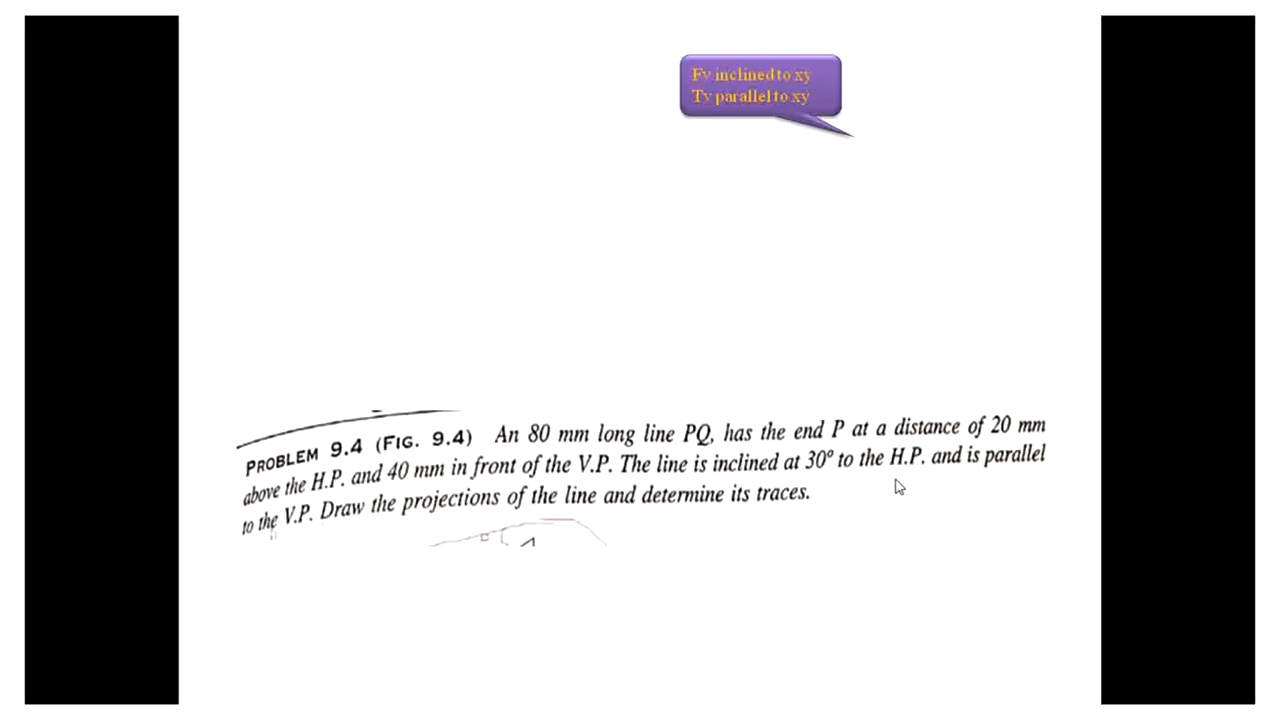 Fv inclined to xy
Tv parallel to xy
PROBLEM 9.4 (FIG. 9.4) An 80 mm long line PQ, has the end P at a distance of 20 mm
above the H.P. and 40 mm in front of the V.P. The line is inclined at 30° to the H.P. and is parallel
to the V.P. Draw the projections of the line and determine its traces.